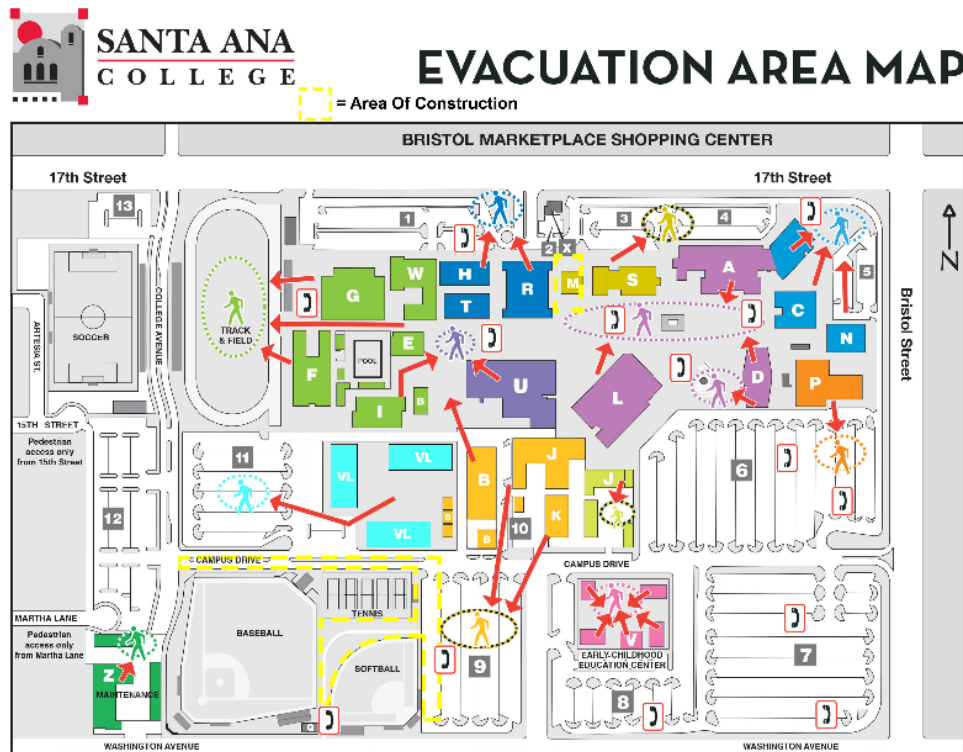 SANTA ANA
COLLEGE
EVACUATION AREA MAP
= Area Of Construction
BRISTOL MARKETPLACE SHOPPING CENTER
17th Street
17th Street
13
1
3
4
2
X
5
W
H
T
R
M
S
A
C
N
G
TRACK
& FIELD
SOCCER
COLLEGE AVENUE
ARTESIA ST.
Bristol Street
N
F
POOL
E
I
B
U
L
D
P
15TH STREET
Pedestrian
access only
from 15th Street
11
12
VL
VL
VL
B
B
B
J
J
K
10
6
CAMPUS DRIVE
CAMPUS DRIVE
MARTHA LANE
Pedestrian
access only
from Martha Lane
Z
MAINTENANCE
BASEBALL
TENNIS
SOFTBALL
9
V
EARLY-CHILDHOOD
EDUCATION CENTER
8
7
WASHINGTON AVENUE
WASHINGTON AVENUE